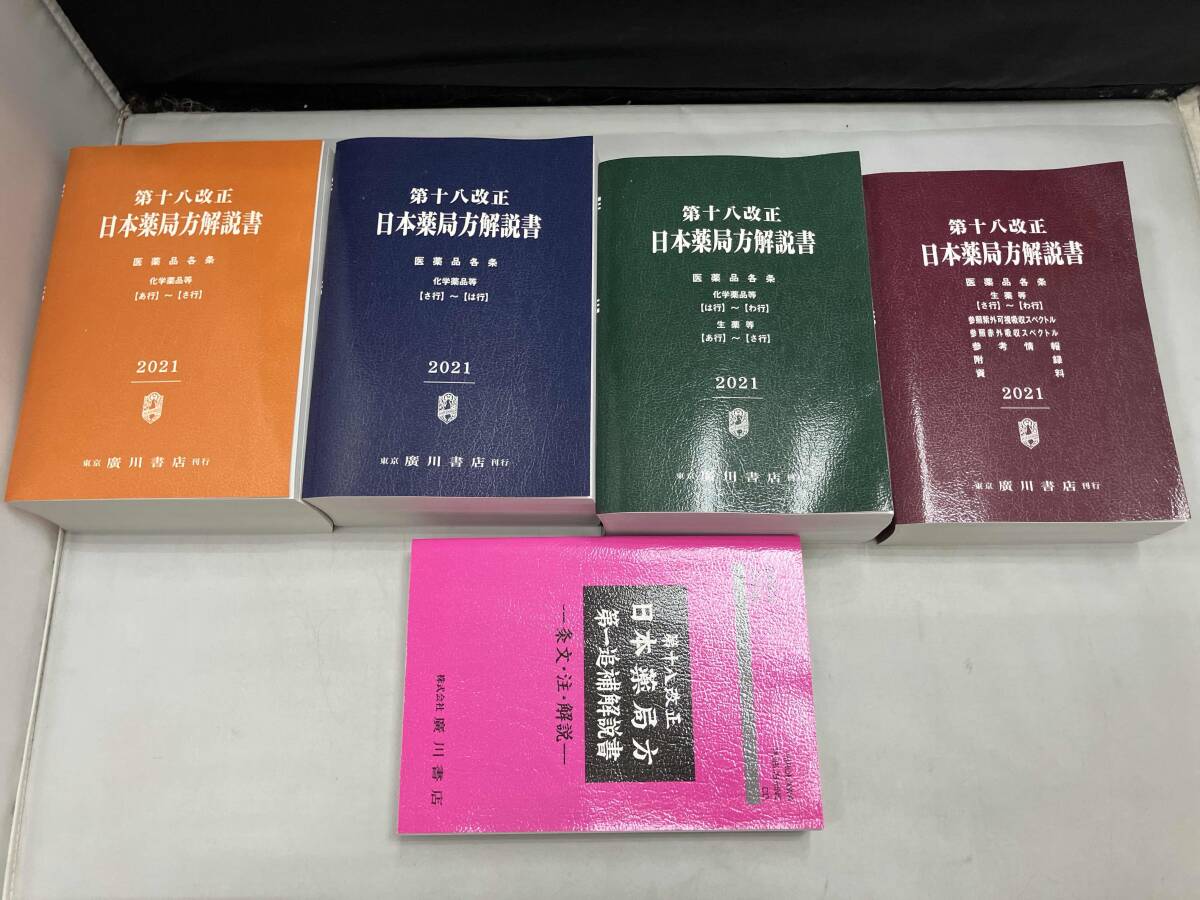 第十八改正
日本薬局方解説書
医薬品各条
化学薬品等
【あ行】～【さ行】
2021
東京 廣川書店 刊行
第十八改正
日本薬局方解説書
医薬品各条
化学薬品等
【さ行】～【は行】
2021
東京 廣川書店 刊行
第十八改正
日本薬局方解説書
医薬品各条
化学薬品等
【は行】～【わ行】
生薬等
【あ行】～【さ行】
2021
東京 廣川書店
第十八改正
日本薬局方解説書
医薬品各条
生薬等
【さ行】～【わ行】
参照紫外可視吸収スペクトル
参照赤外吸収スペクトル
参考情報
附録
資料
2021
東京 廣川書店 刊行
第十八改正
日本薬局方
第一追補解説書
―条文・注・解説―
株式会社 廣川書店